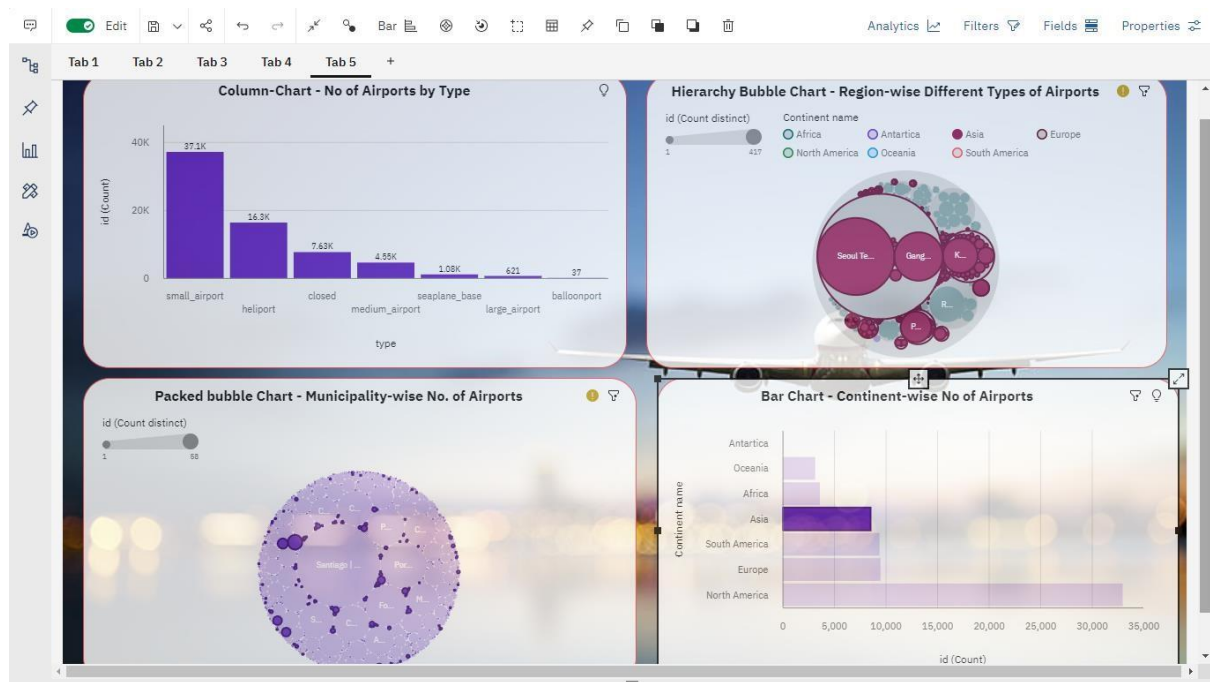 Edit Bar Analytics Filters Fields Properties
Tab 1 Tab 2 Tab 3 Tab 4 Tab 5 +
Column-Chart - No of Airports by Type
id (Count)
40K
20K
0
37.1K
16.3K
7.63K
4.55K
1.08K
621
37
small_airport closed seaplane_base balloonport
heliport medium_airport large_airport
type
Hierarchy Bubble Chart - Region-wise Different Types of Airports
id (Count distinct) Continent name
Africa Antartica Asia Europe
1 417 North America Oceania South America
Seoul Te... Gang... K...
R...
P...
Packed bubble Chart - Municipality-wise No. of Airports
id (Count distinct)
1 58
C... C...
P... C...
Santiago | ... Por...
Fo... M...
S... C...
A...
Bar Chart - Continent-wise No of Airports
Continent name
Antartica
Oceania
Africa
Asia
South America
Europe
North America
0 5,000 10,000 15,000 20,000 25,000 30,000 35,000
id (Count)